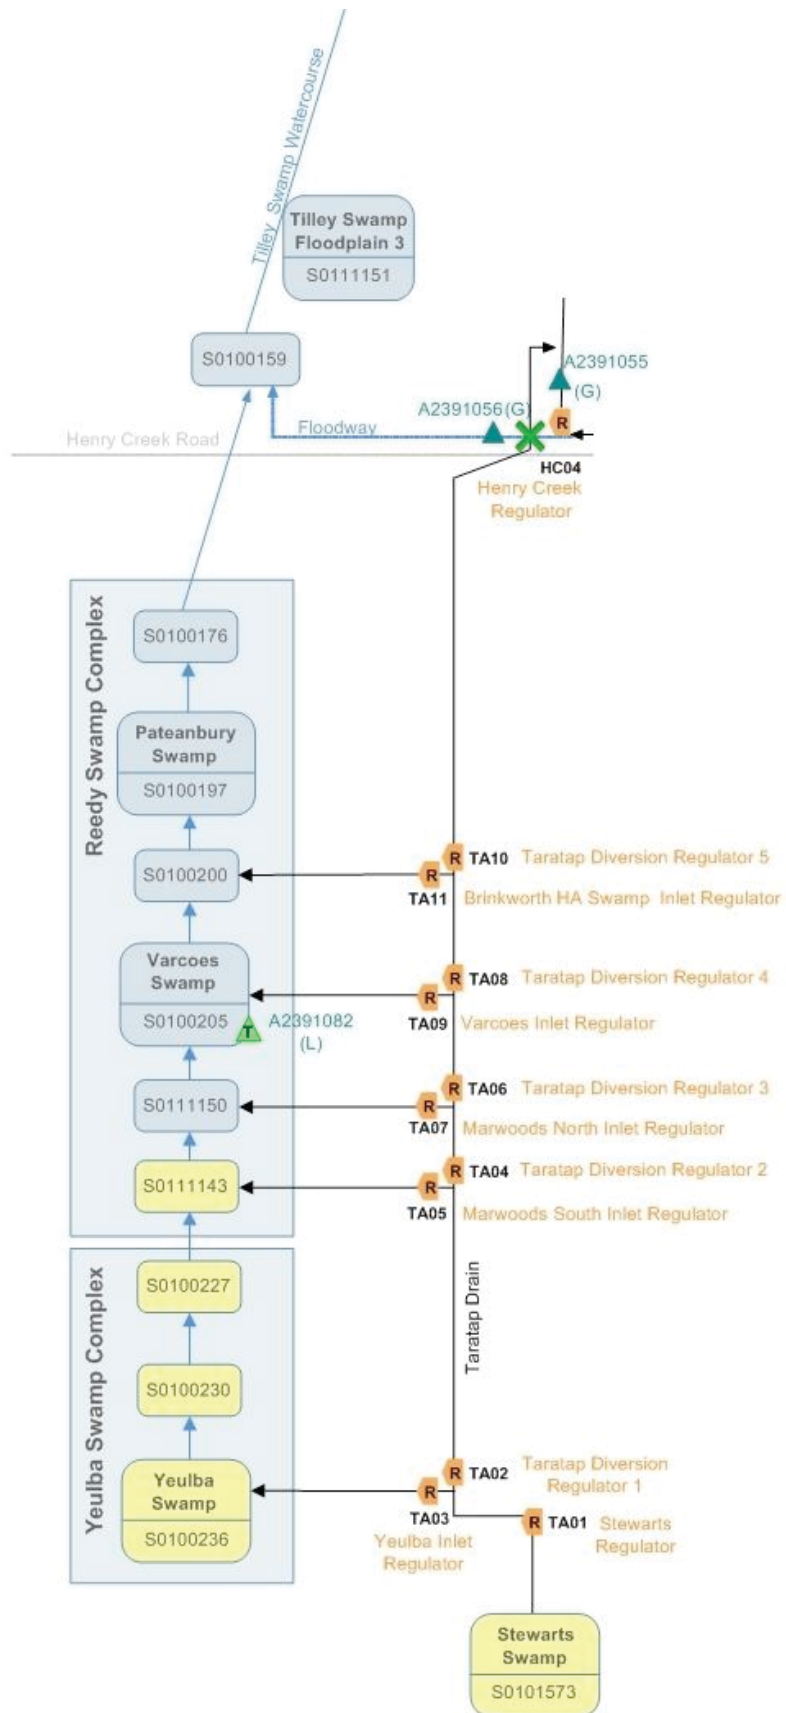 Tilley Swamp Watercourse
Tilley Swamp
Floodplain 3
S0111151
S0100159
A2391055
(G)
A2391056(G)
R
Floodway
Henry Creek Road
HC04
Henry Creek
Regulator
Reedy Swamp Complex
S0100176
Pateanbury
Swamp
S0100197
R TA10 Taratap Diversion Regulator 5
S0100200
R
TA11 Brinkworth HA Swamp Inlet Regulator
Varcoes
Swamp
S0100205
T
A2391082
(L)
R TA08 Taratap Diversion Regulator 4
R
TA09 Varcoes Inlet Regulator
R TA06 Taratap Diversion Regulator 3
S0111150
R
TA07 Marwoods North Inlet Regulator
R TA04 Taratap Diversion Regulator 2
S0111143
R
TA05 Marwoods South Inlet Regulator
Yeulba Swamp Complex
S0100227
Taratap Drain
S0100230
Yeulba
Swamp
S0100236
R TA02 Taratap Diversion
Regulator 1
R
TA03
Yeulba Inlet
Regulator
R TA01 Stewarts
Regulator
Stewarts
Swamp
S0101573